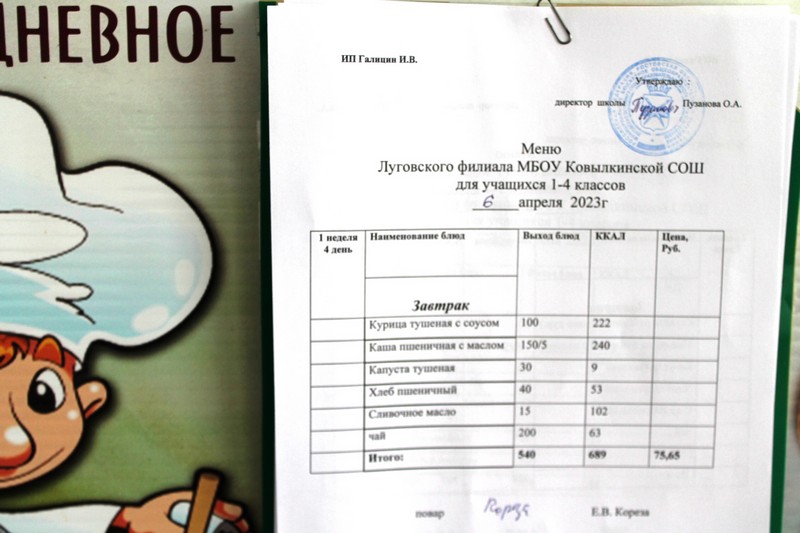 ДНЕВНОЕ
ИП Галицин И.В.
Утверждаю :
директор школы Пузанова О.А.
Меню
Луговского филиала МБОУ Ковылкинской СОШ
для учащихся 1-4 классов
6 апреля 2023г
1 неделя 4 день Наименование блюд Выход блюд ККАЛ Цена, Руб.
Завтрак
Курица тушеная с соусом 100 222
Каша пшеничная с маслом 150/5 240
Капуста тушеная 30 9
Хлеб пшеничный 40 53
Сливочное масло 15 102
чай 200 63
Итого: 540 689 75,65
повар Кореза Е.В. Кореза